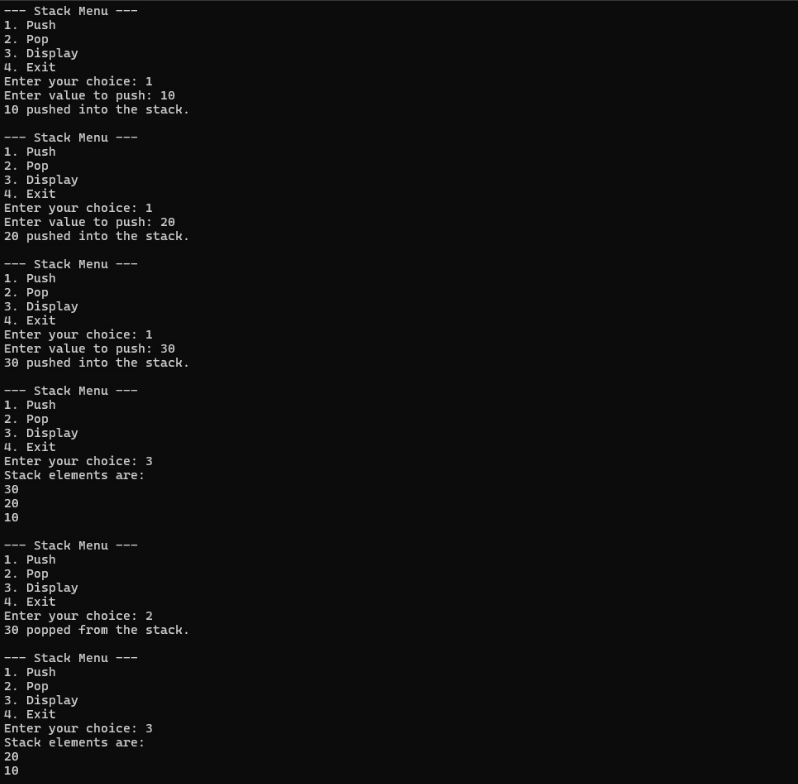 --- Stack Menu ---
1. Push
2. Pop
3. Display
4. Exit
Enter your choice: 1
Enter value to push: 10
10 pushed into the stack.
--- Stack Menu ---
1. Push
2. Pop
3. Display
4. Exit
Enter your choice: 1
Enter value to push: 20
20 pushed into the stack.
--- Stack Menu ---
1. Push
2. Pop
3. Display
4. Exit
Enter your choice: 1
Enter value to push: 30
30 pushed into the stack.
--- Stack Menu ---
1. Push
2. Pop
3. Display
4. Exit
Enter your choice: 3
Stack elements are:
30
20
10
--- Stack Menu ---
1. Push
2. Pop
3. Display
4. Exit
Enter your choice: 2
30 popped from the stack.
--- Stack Menu ---
1. Push
2. Pop
3. Display
4. Exit
Enter your choice: 3
Stack elements are:
20
10